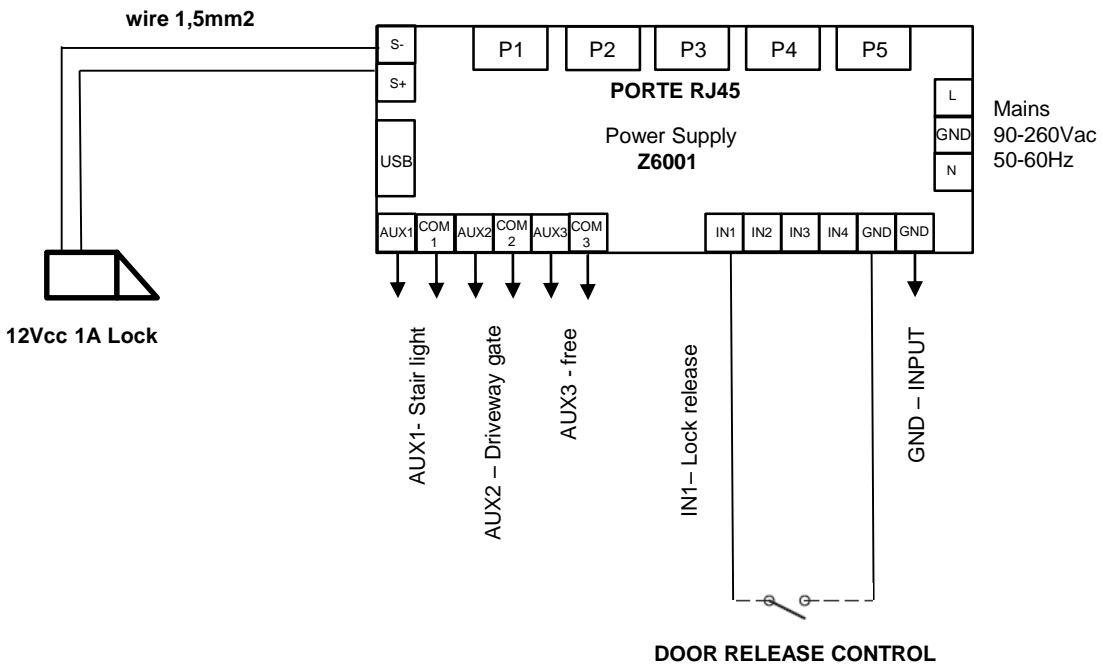 wire 1,5mm2
S-
S+
USB
P1 P2 P3 P4 P5
PORTE RJ45
Power Supply
Z6001
L
GND
N
Mains
90-260Vac
50-60Hz
AUX1 COM 1 AUX2 COM 2 AUX3 COM 3
IN1 IN2 IN3 IN4 GND GND
12Vcc 1A Lock
AUX1- Stair light
AUX2 – Driveway gate
AUX3 - free
IN1– Lock release
GND – INPUT
DOOR RELEASE CONTROL